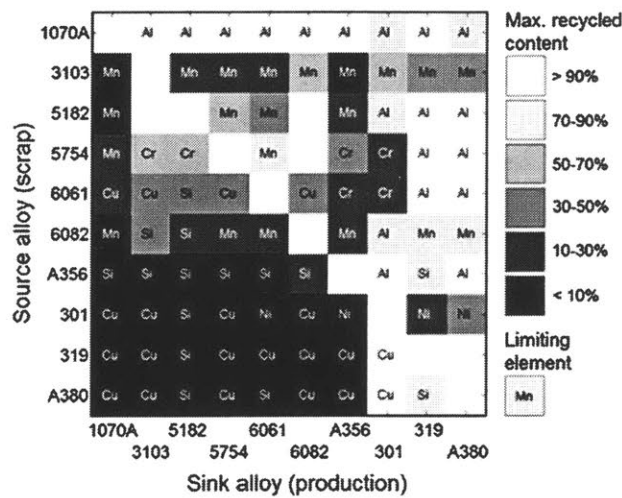 1070A Al Al Al Al Al Al Al Al Al
3103 Mn Mn Mn Mn Mn Mn Mn Mn Mn
5182 Mn Mn Mn Mn Al Al Al
5754 Mn Cr Cr Mn Cr Cr Al Al
6061 Cu Cu Si Cu Cu Cr Cr Al Al
6082 Mn Si Si Mn Mn Mn Al Mn Mn
A356 Si Si Si Si Si Si Al Si Al
301 Cu Cu Si Cu Ni Cu Ni Ni Ni
319 Cu Cu Si Cu Cu Cu Cu Cu
A380 Cu Cu Si Cu Si Cu Cu Cu Si
Source alloy (scrap)
1070A 5182 6061 A356 319
3103 5754 6082 301 A380
Sink alloy (production)
Max. recycled
content
> 90%
70-90%
50-70%
30-50%
10-30%
< 10%
Limiting
element
Mn